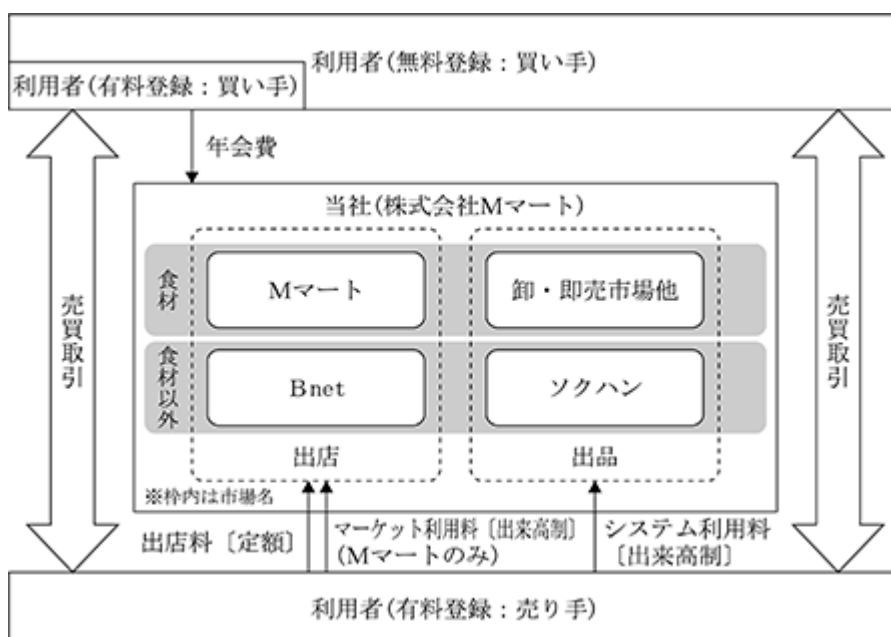 利用者(無料登録：買い手)
利用者(有料登録：買い手)
年会費
当社(株式会社Mマート)
食材
Mマート
卸・即売市場他
食材以外
Bnet
ソクハン
出店
出品
※枠内は市場名
売買取引
売買取引
出店料〔定額〕
マーケット利用料〔出来高制〕
(Mマートのみ)
システム利用料
〔出来高制〕
利用者(有料登録：売り手)